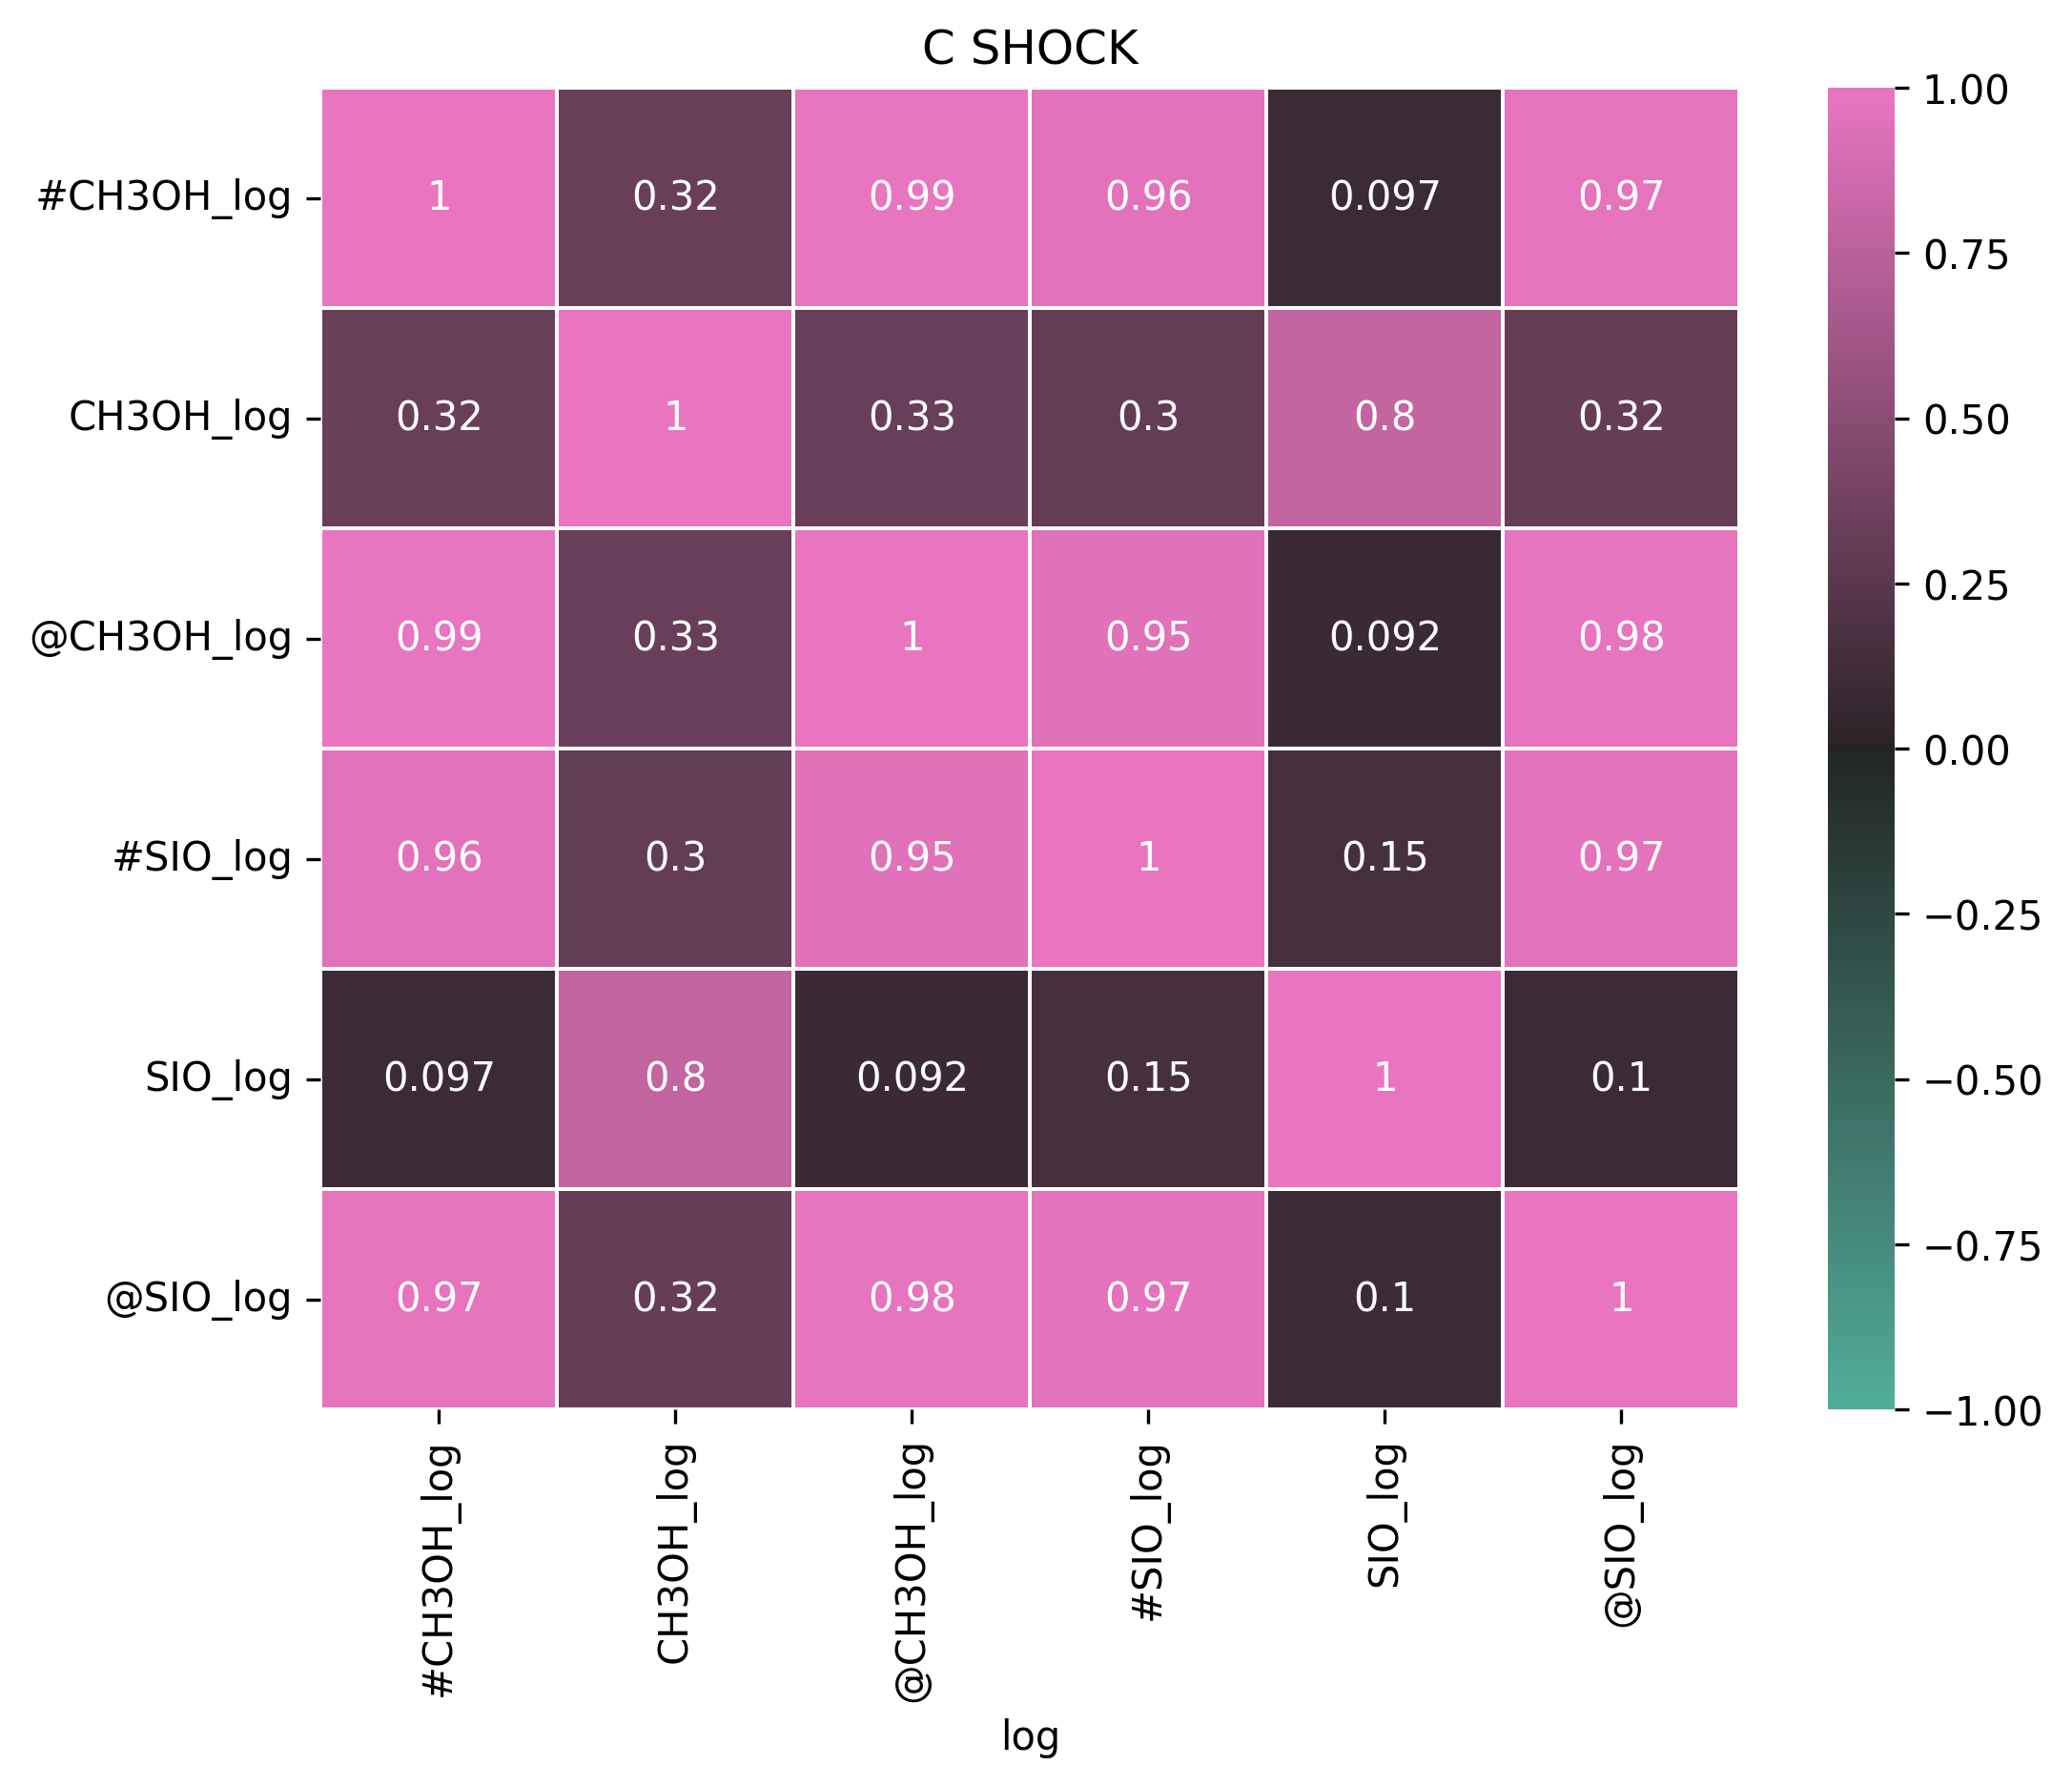 C SHOCK
#CH3OH_log 1 0.32 0.99 0.96 0.097 0.97
CH3OH_log 0.32 1 0.33 0.3 0.8 0.32
@CH3OH_log 0.99 0.33 1 0.95 0.092 0.98
#SIO_log 0.96 0.3 0.95 1 0.15 0.97
SIO_log 0.097 0.8 0.092 0.15 1 0.1
@SIO_log 0.97 0.32 0.98 0.97 0.1 1
#CH3OH_log
CH3OH_log
@CH3OH_log
#SIO_log
SIO_log
@SIO_log
log
1.00
0.75
0.50
0.25
0.00
−0.25
−0.50
−0.75
−1.00